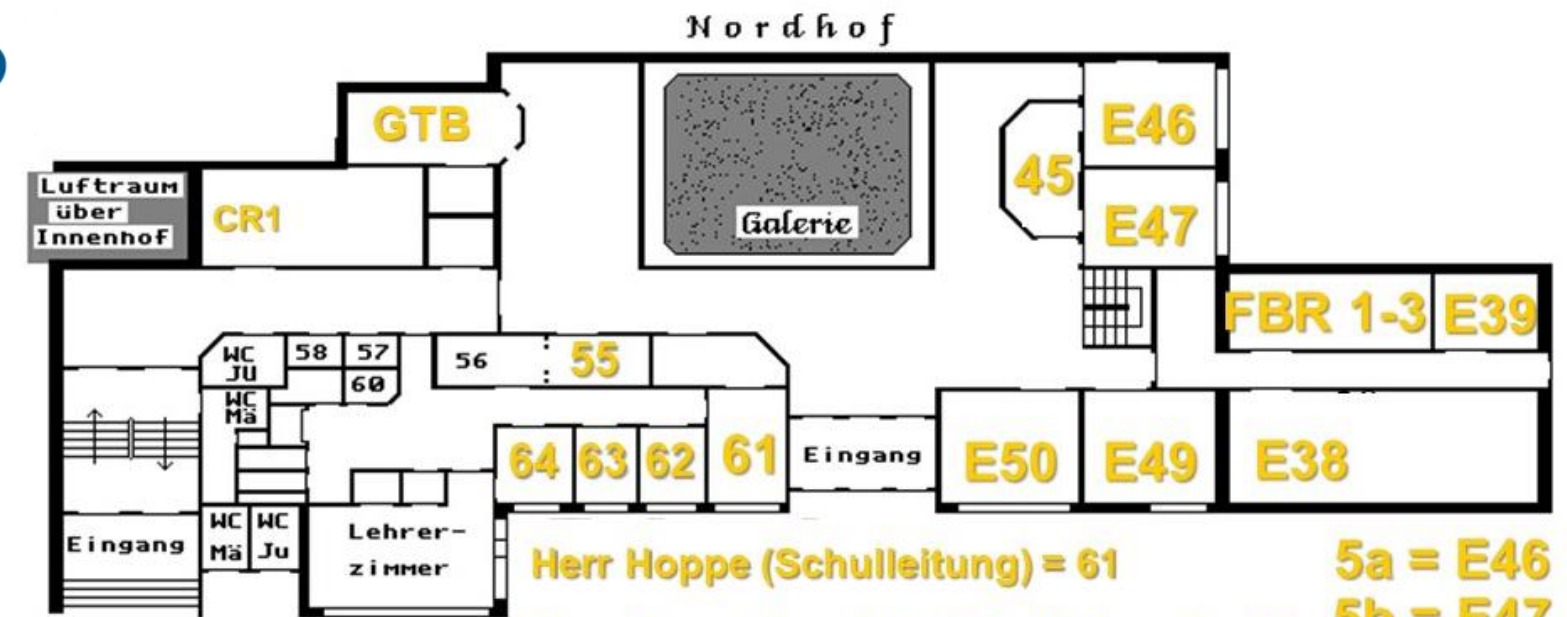 Nordhof
GTB
E46
45
Luftraum
über
Innenhof
CR1
Galerie
E47
FBR 1-3
E39
WC
JU
58
57
56
55
60
WC
Mä
64
63
62
61
Eingang
E50
E49
E38
WC
Mä
WC
Ju
Lehrer-
zimmer
Eingang
Herr Hoppe (Schulleitung) = 61
5a = E46
5b = E47